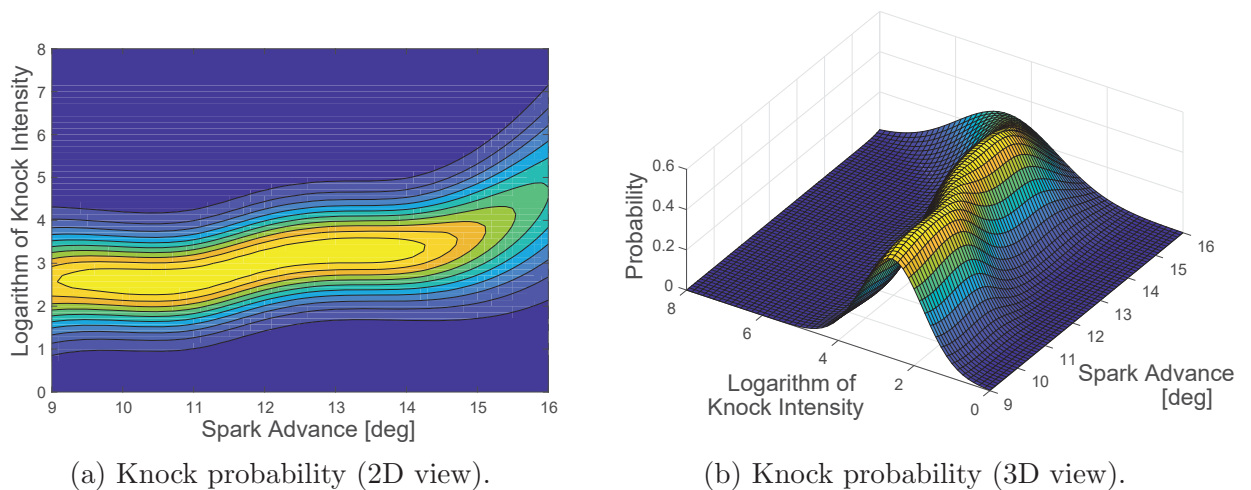 8
7
6
5
4
3
2
1
0
Logarithm of Knock Intensity
9 10 11 12 13 14 15 16
Spark Advance [deg]
(a) Knock probability (2D view).
0.6
0.4
0.2
0
Probability
8 6 4 2 0
Logarithm of
Knock Intensity
9 10 11 12 13 14 15 16
Spark Advance
[deg]
(b) Knock probability (3D view).